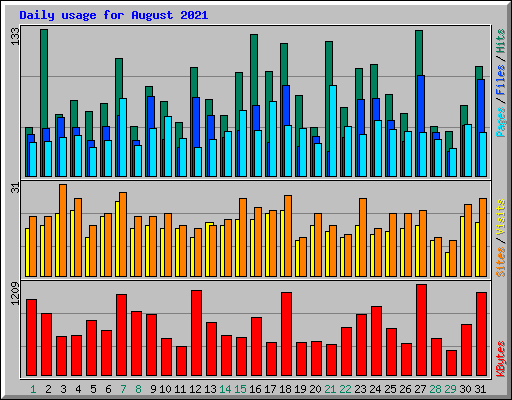 Daily usage for August 2021
133
Pages / Files / Hits
31
Sites / Visits
1209
KBytes
1 2 3 4 5 6 7 8 9 10 11 12 13 14 15 16 17 18 19 20 21 22 23 24 25 26 27 28 29 30 31